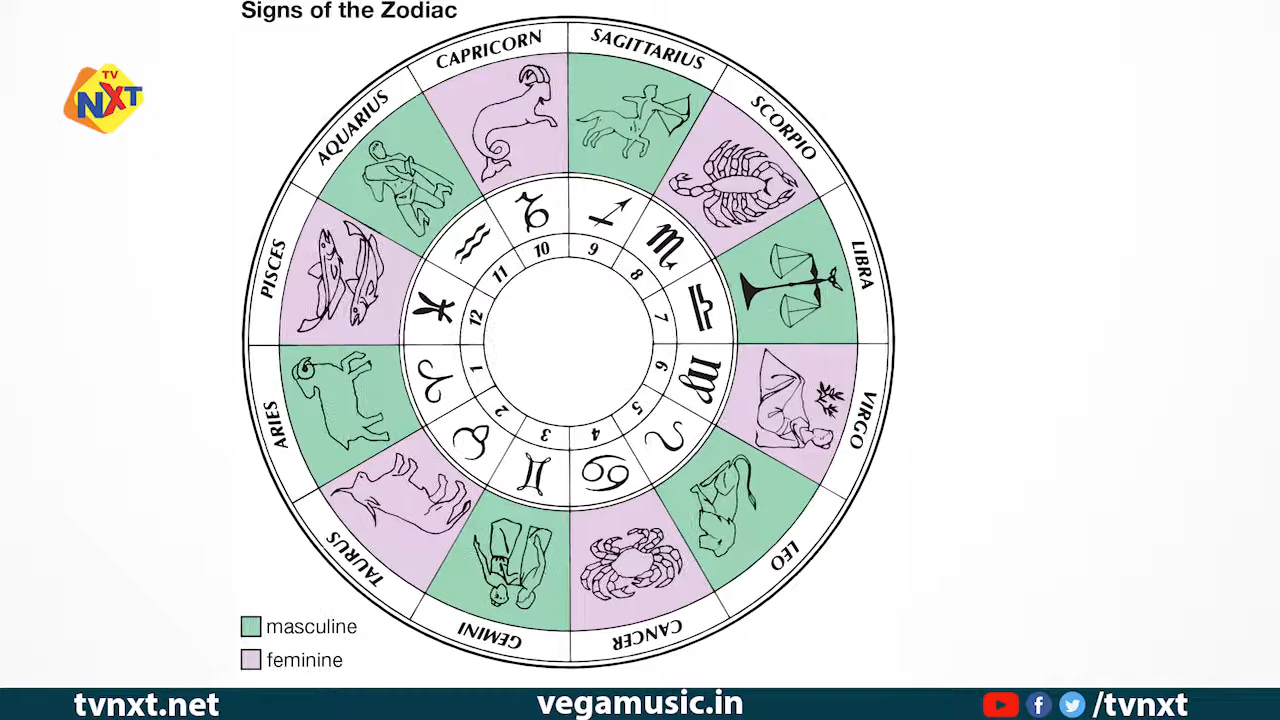 Signs of the Zodiac
TV
NXT
CAPRICORN
SAGITTARIUS
SCORPIO
LIBRA
VIRGO
LEO
CANCER
GEMINI
TAURUS
ARIES
PISCES
AQUARIUS
10
9
8
7
6
5
4
3
2
1
12
11
masculine
feminine
tvnxt.net
vegamusic.in
/tvnxt